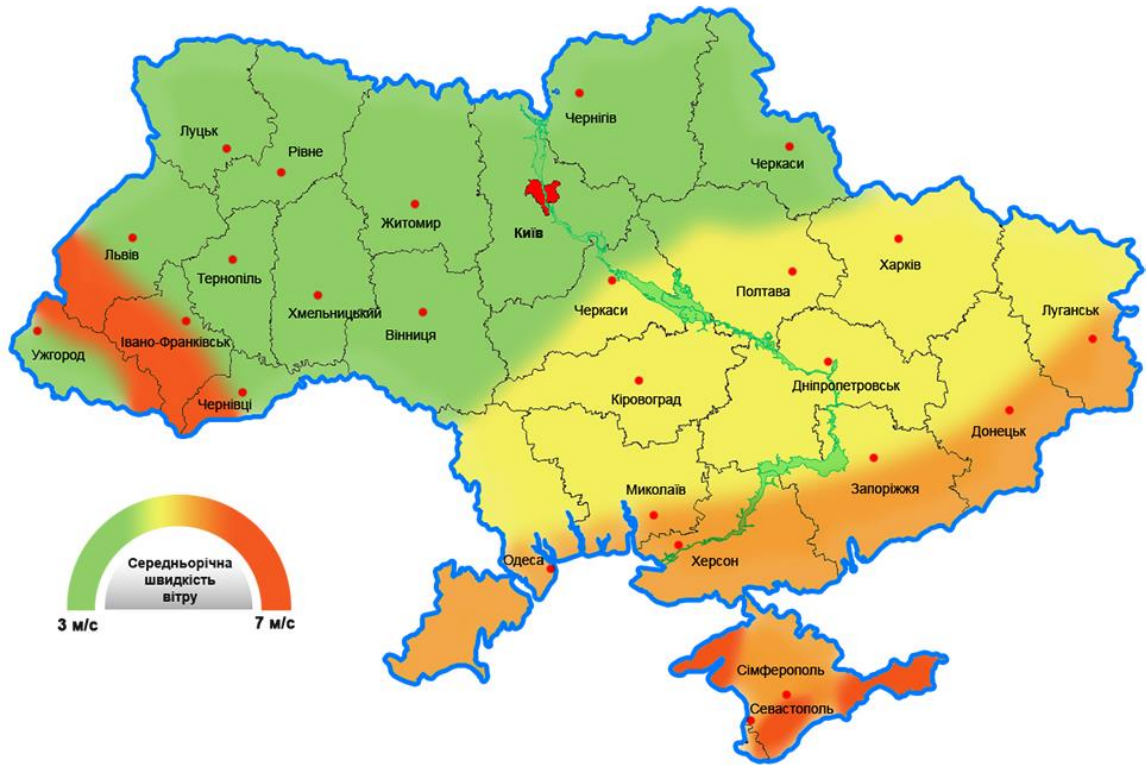 Чернігів
Луцьк
Рівне
Черкаси
Житомир
Київ
Львів
Тернопіль
Харків
Полтава
Хмельницький
Черкаси
Луганськ
Вінниця
Івано-Франківськ
Ужгород
Дніпропетровськ
Кіровоград
Чернівці
Донецьк
Миколаїв
Запоріжжя
Одеса
Херсон
Середньорічна
швидкість
вітру
3 м/с
7 м/с
Сімферополь
Севастополь